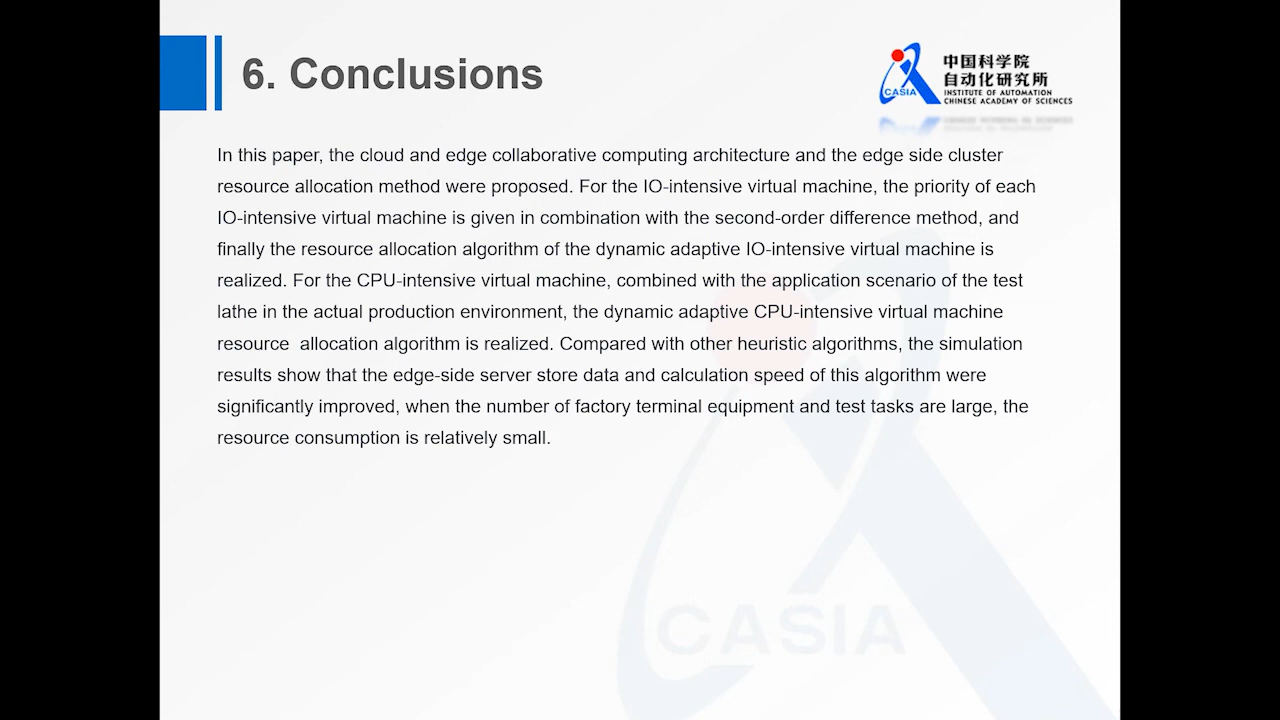 6. Conclusions
中国科学院
自动化研究所
CASIA
INSTITUTE OF AUTOMATION
CHINESE ACADEMY OF SCIENCES
In this paper, the cloud and edge collaborative computing architecture and the edge side cluster
resource allocation method were proposed. For the IO-intensive virtual machine, the priority of each
IO-intensive virtual machine is given in combination with the second-order difference method, and
finally the resource allocation algorithm of the dynamic adaptive IO-intensive virtual machine is
realized. For the CPU-intensive virtual machine, combined with the application scenario of the test
lathe in the actual production environment, the dynamic adaptive CPU-intensive virtual machine
resource  allocation algorithm is realized. Compared with other heuristic algorithms, the simulation
results show that the edge-side server store data and calculation speed of this algorithm were
significantly improved, when the number of factory terminal equipment and test tasks are large, the
resource consumption is relatively small.
CASIA